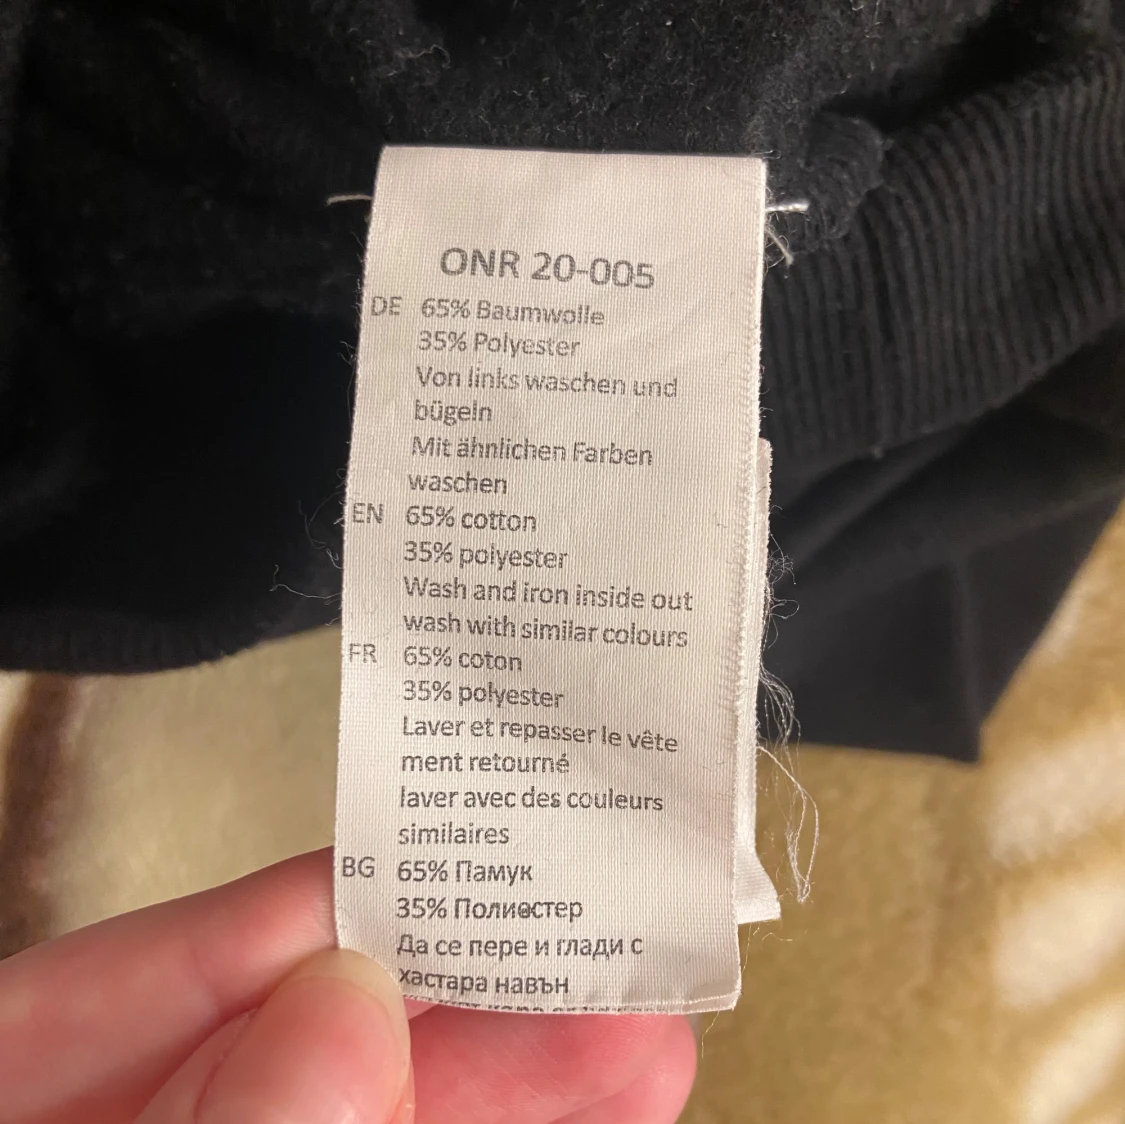 ONR 20-005
DE 65% Baumwolle
35% Polyester
Von links waschen und
bügeln
Mit ähnlichen Farben
waschen
EN 65% cotton
35% polyester
Wash and iron inside out
wash with similar colours
FR 65% coton
35% polyester
Laver et repasser le vête
ment retourné
laver avec des couleurs
similaires
BG 65% Памук
35% Полиестер
Да се пере и глади с
хастара навън